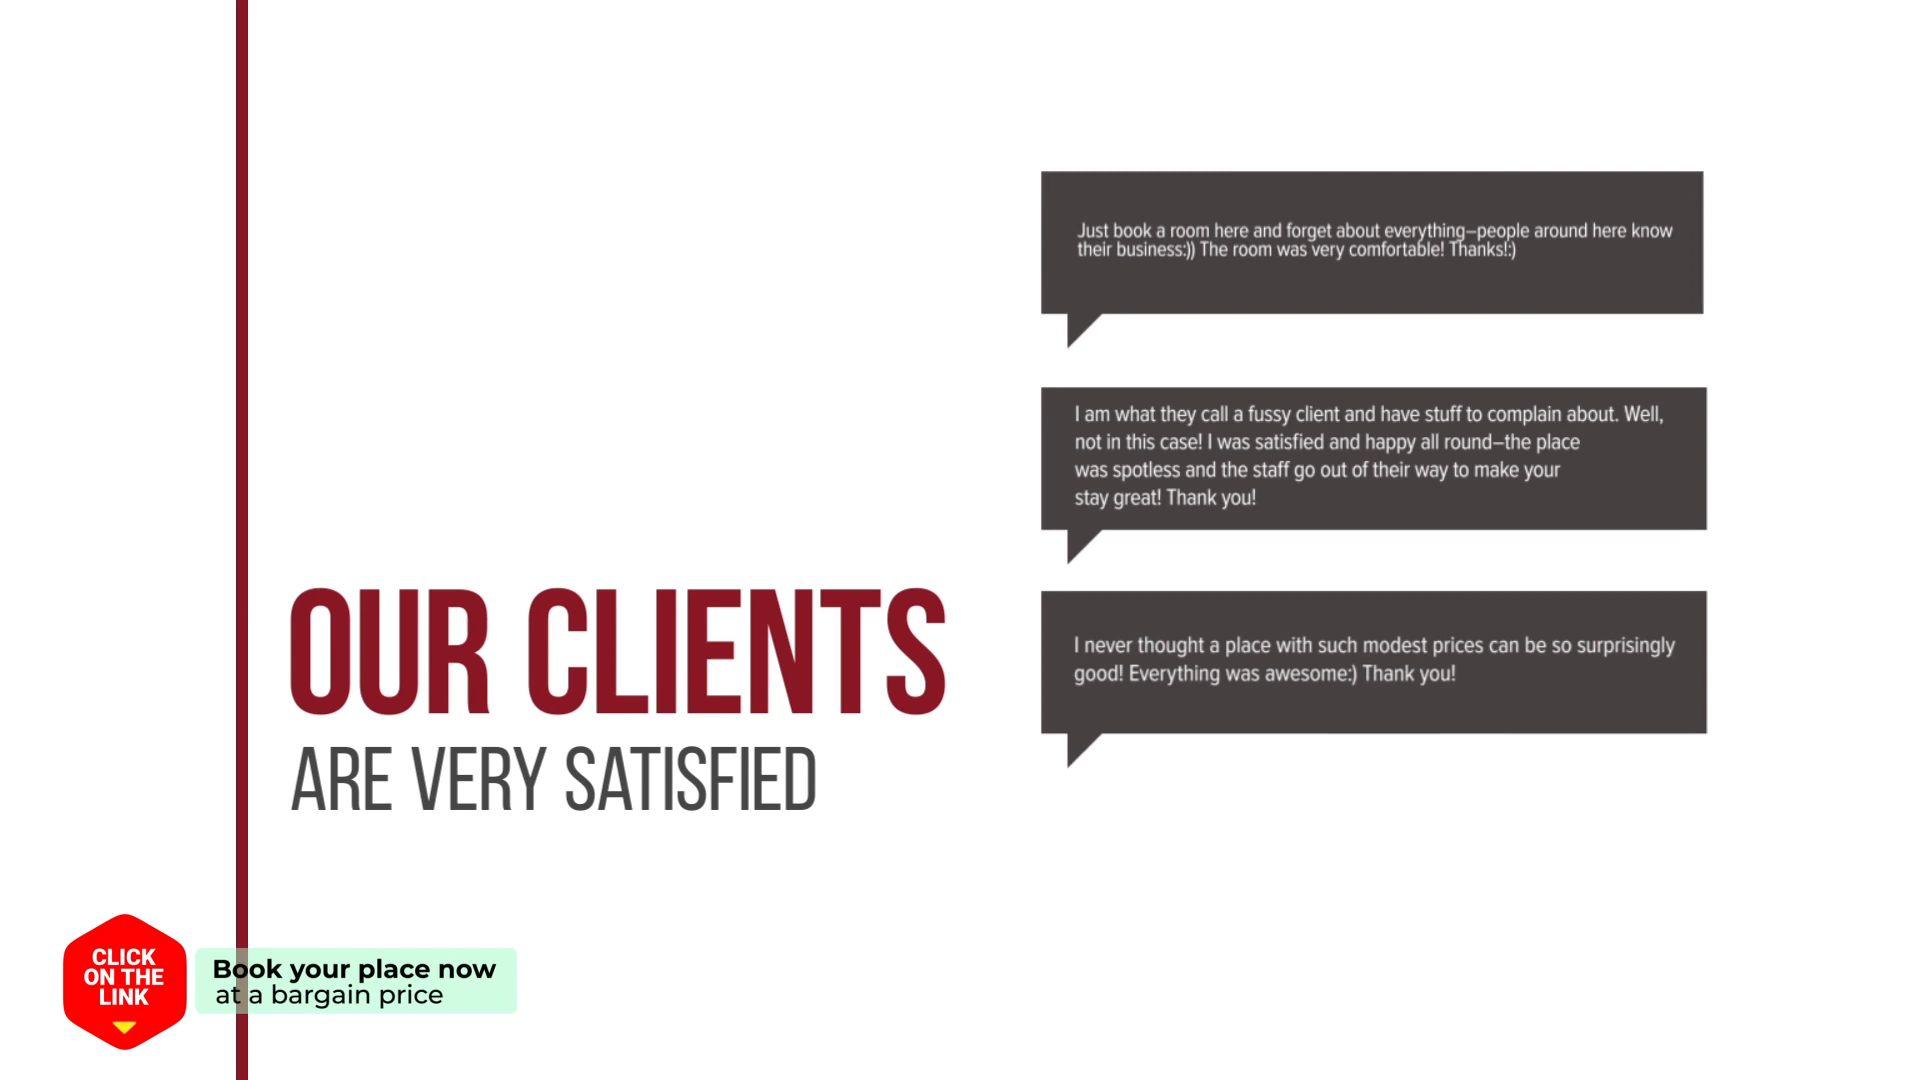 Just book a room here and forget about everything–people around here know
their business:)) The room was very comfortable! Thanks!:)
I am what they call a fussy client and have stuff to complain about. Well,
not in this case! I was satisfied and happy all round–the place
was spotless and the staff go out of their way to make your
stay great! Thank you!
OUR CLIENTS
ARE VERY SATISFIED
I never thought a place with such modest prices can be so surprisingly
good! Everything was awesome:) Thank you!
CLICK
ON THE
LINK
Book your place now
at a bargain price